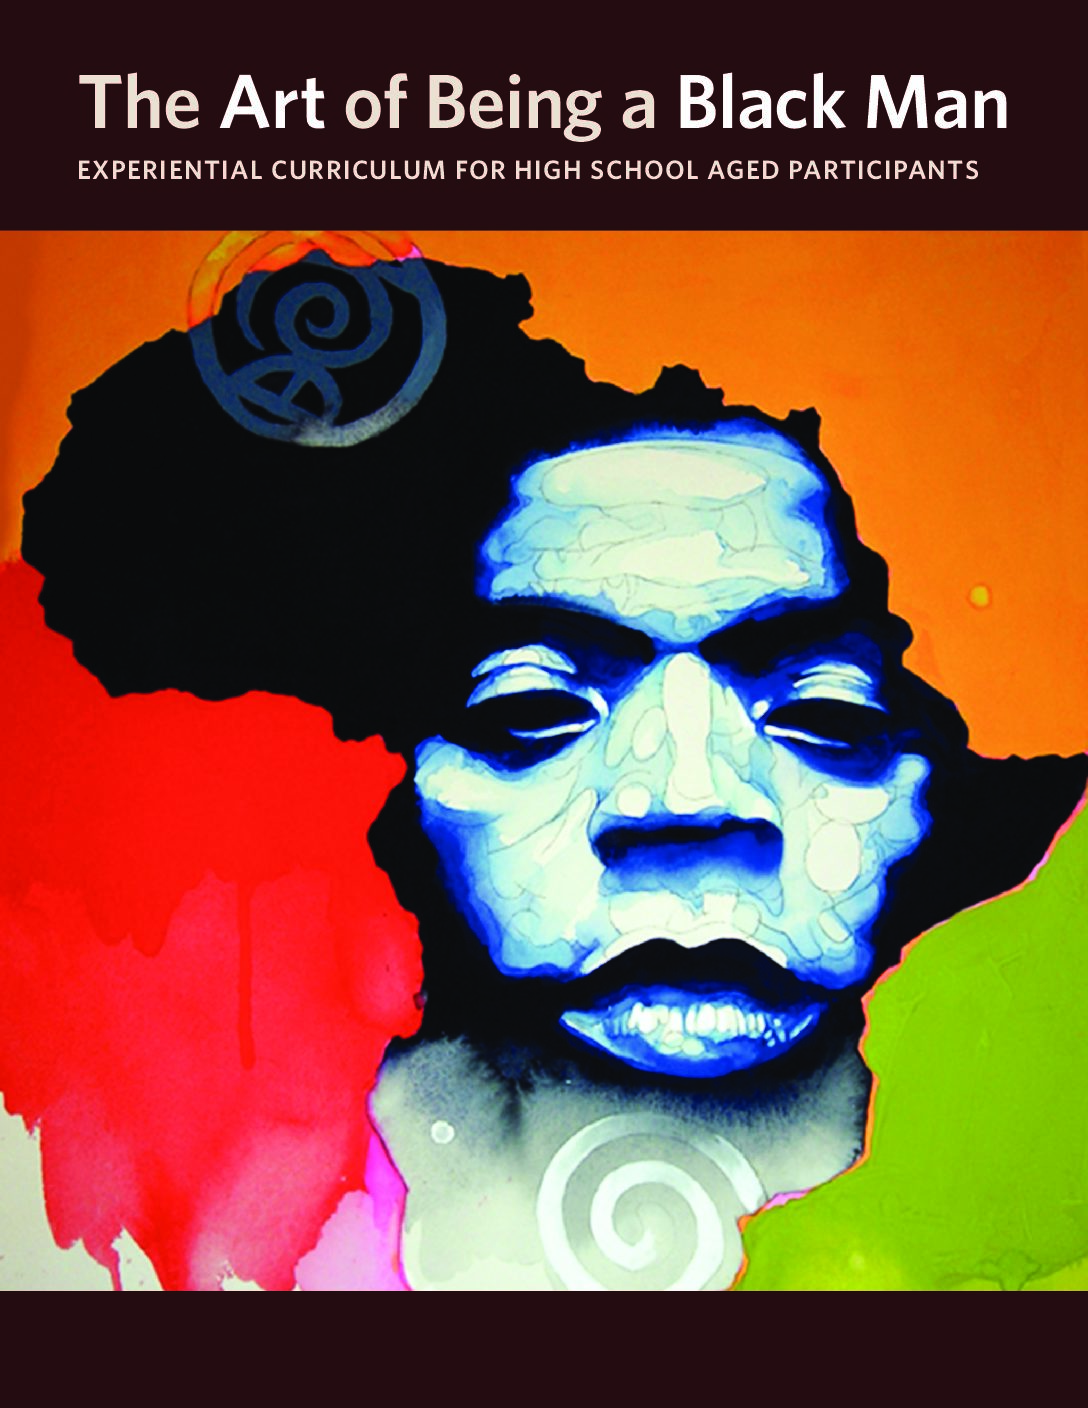 The Art of Being a Black Man
EXPERIENTIAL CURRICULUM FOR HIGH SCHOOL AGED PARTICIPANTS